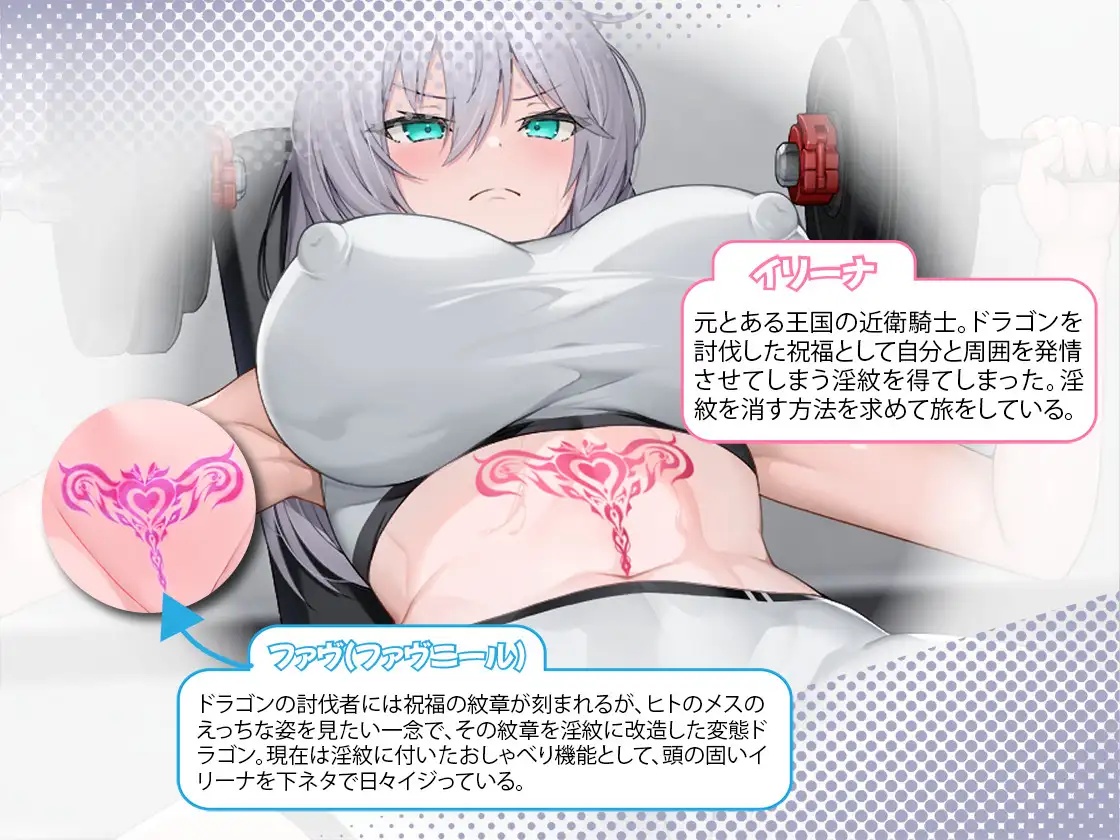 イリーナ
元とある王国の近衛騎士。ドラゴンを
討伐した祝福として自分と周囲を発情
させてしまう淫紋を得てしまった。淫
紋を消す方法を求めて旅をしている。
ファヴ(ファヴニール)
ドラゴンの討伐者には祝福の紋章が刻まれるが、ヒトのメスの
えっちな姿を見たい一念で、その紋章を淫紋に改造した変態ド
ラゴン。現在は淫紋に付いたおしゃべり機能として、頭の固いイ
リーナを下ネタで日々イジっている。